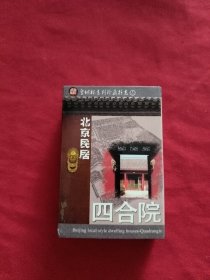 北京民居
四合院
Beijing local-style dwelling houses-Quadrangle